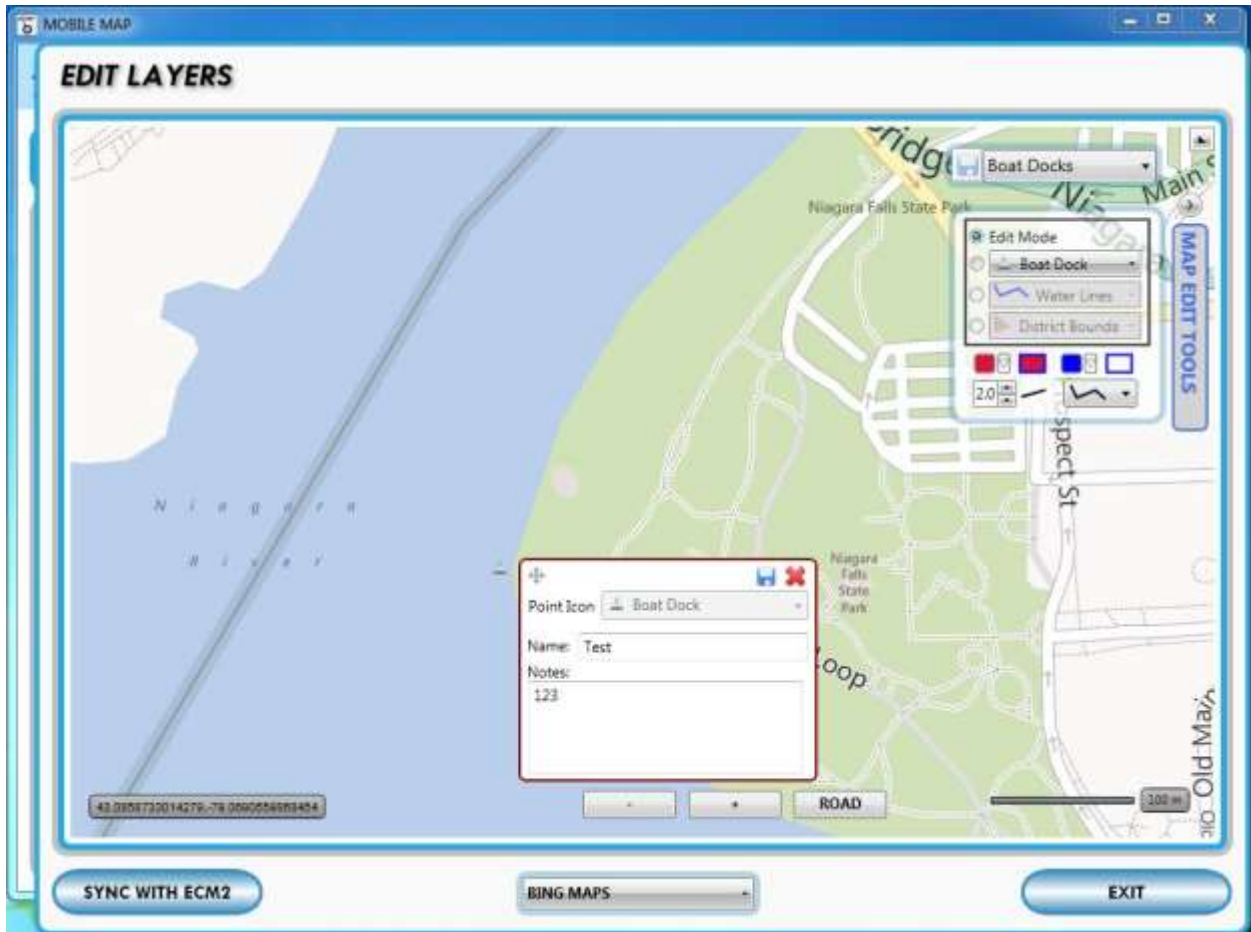 MOBILE MAP
EDIT LAYERS
Boat Docks
Main S
Niagara Falls State Park
Niagara
Edit Mode
Boat Dock
Water Lines
District Bounds
MAP EDIT TOOLS
2.0
spect St
Niagara
River
Niagara
Falls
State
Park
Point Icon
Boat Dock
Name: Test
Notes:
123
oop
Old Main
- + ROAD
100 m
SYNC WITH ECM2
BING MAPS
EXIT